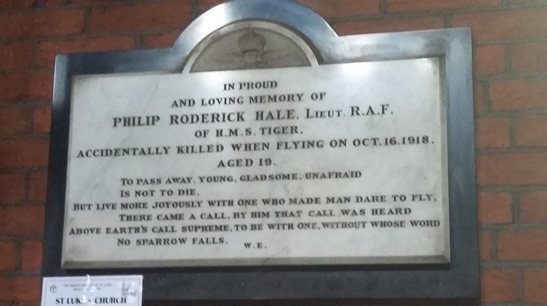 IN PROUD
AND LOVING MEMORY OF
PHILIP RODERICK HALE, LIEUT. R.A.F.
OF H.M.S. TIGER,
ACCIDENTALLY KILLED WHEN FLYING ON OCT. 16. 1918.
AGED 19.
TO PASS AWAY, YOUNG, GLADSOME, UNAFRAID
IS NOT TO DIE,
BUT LIVE MORE JOYOUSLY WITH ONE WHO MADE MAN DARE TO FLY,
THERE CAME A CALL, BY HIM THAT CALL WAS HEARD
ABOVE EARTH'S CALL SUPREME, TO BE WITH ONE, WITHOUT WHOSE WORD
NO SPARROW FALLS. W.E.
ST LUKE'S CHURCH